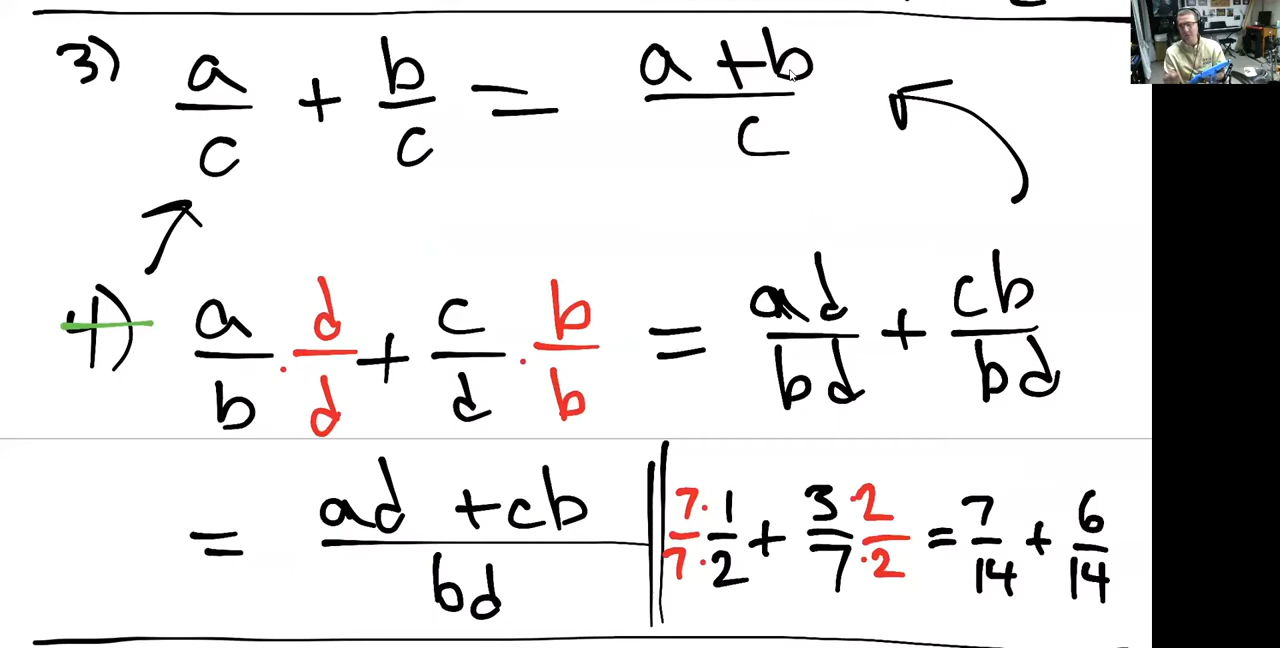 3) a/c + b/c = a+b/c
4) a/b · d/d + c/d · b/b = ad/bd + cb/bd
= ad + cb/bd || 7/7 · 1/2 + 3/7 · 2/2 = 7/14 + 6/14